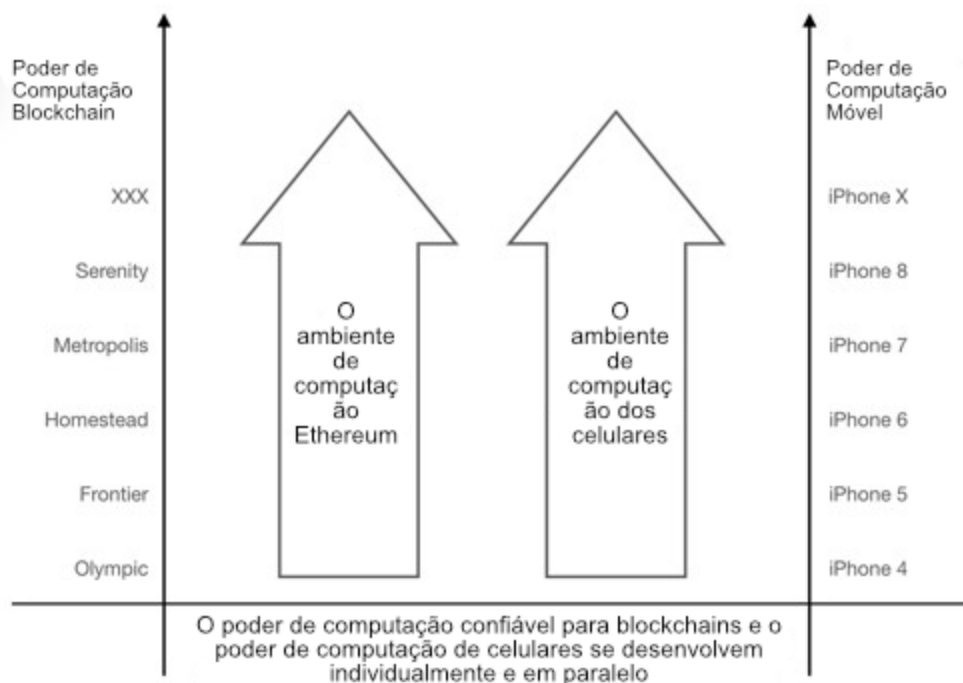 Poder de
Computação
Blockchain
XXX
Serenity
Metropolis
Homestead
Frontier
Olympic
O
ambiente
de
computaç
ão
Ethereum
O
ambiente
de
computaç
ão dos
celulares
Poder de
Computação
Móvel
iPhone X
iPhone 8
iPhone 7
iPhone 6
iPhone 5
iPhone 4
O poder de computação confiável para blockchains e o
poder de computação de celulares se desenvolvem
individualmente e em paralelo